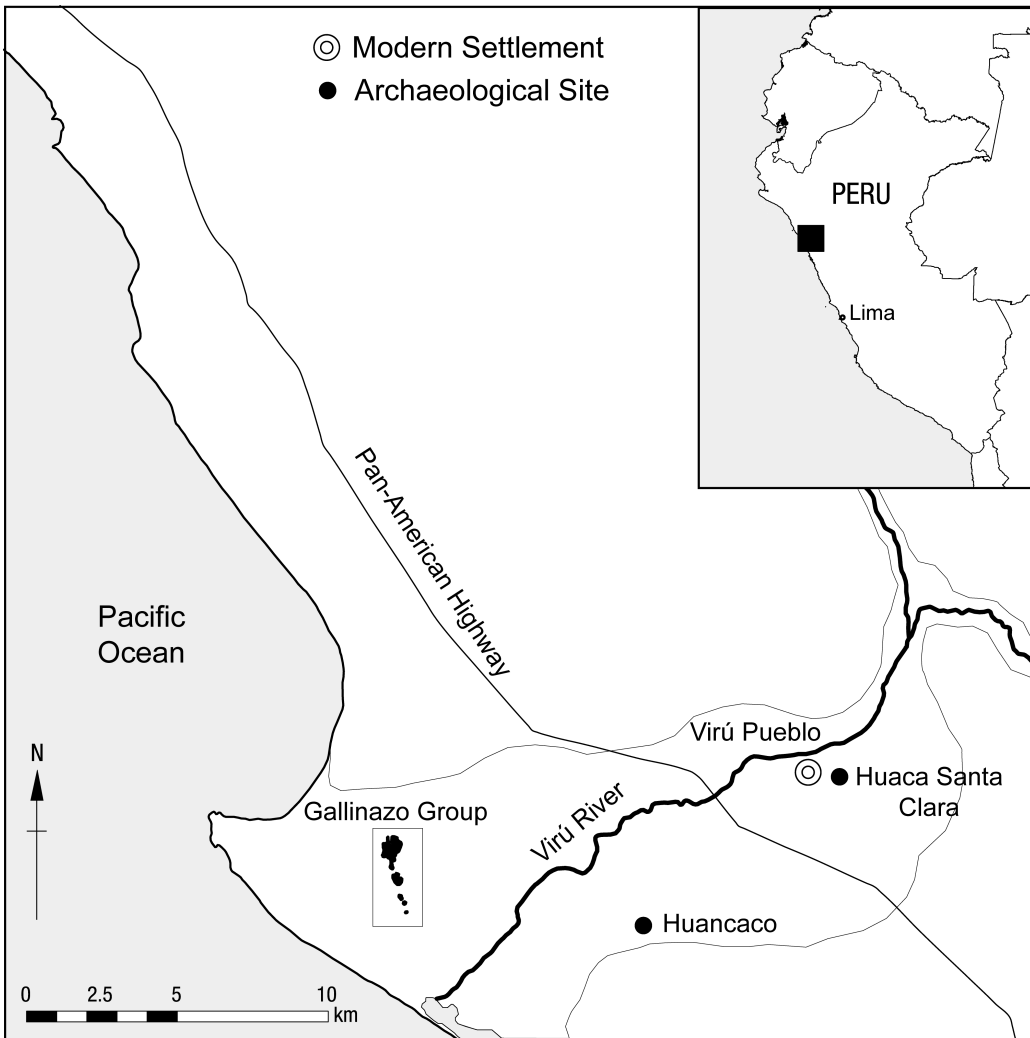 Modern Settlement
Archaeological Site
PERU
Lima
Pan-American Highway
Pacific
Ocean
N
Virú Pueblo
Huaca Santa
Clara
Gallinazo Group
Virú River
Huancaco
0 2.5 5 10
km